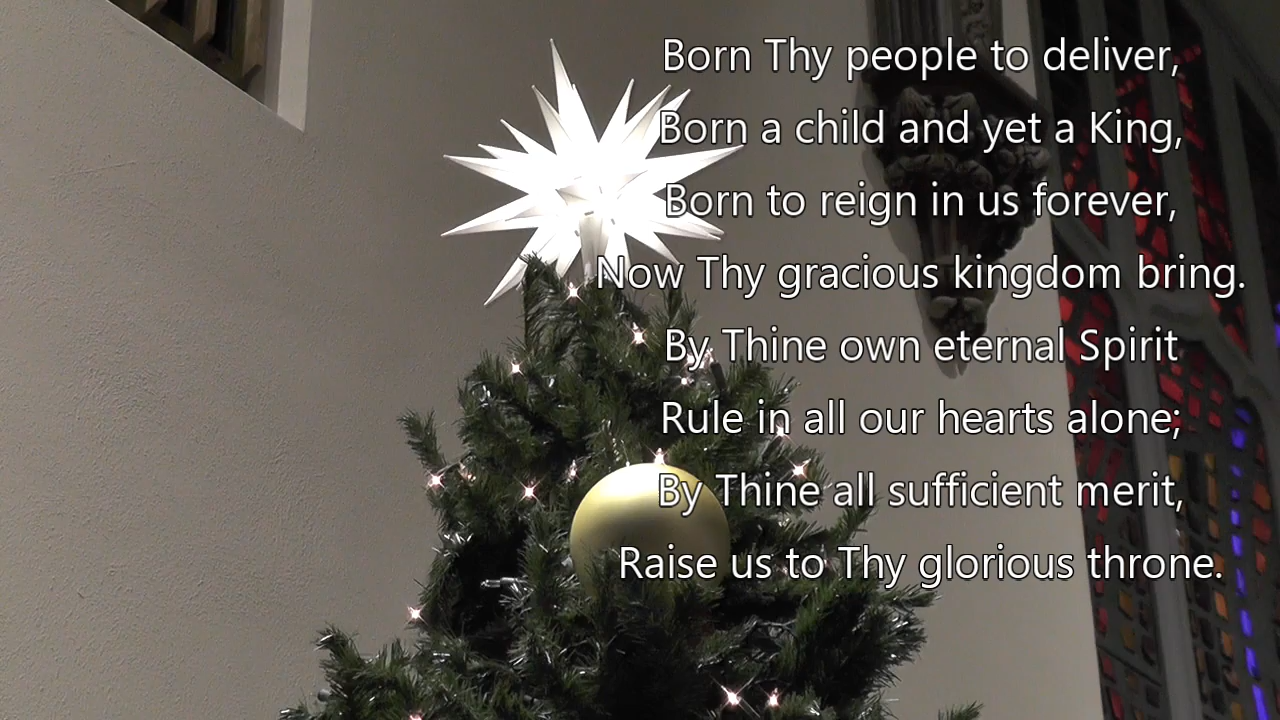 Born Thy people to deliver,
Born a child and yet a King,
Born to reign in us forever,
Now Thy gracious kingdom bring.
By Thine own eternal Spirit
Rule in all our hearts alone;
By Thine all sufficient merit,
Raise us to Thy glorious throne.